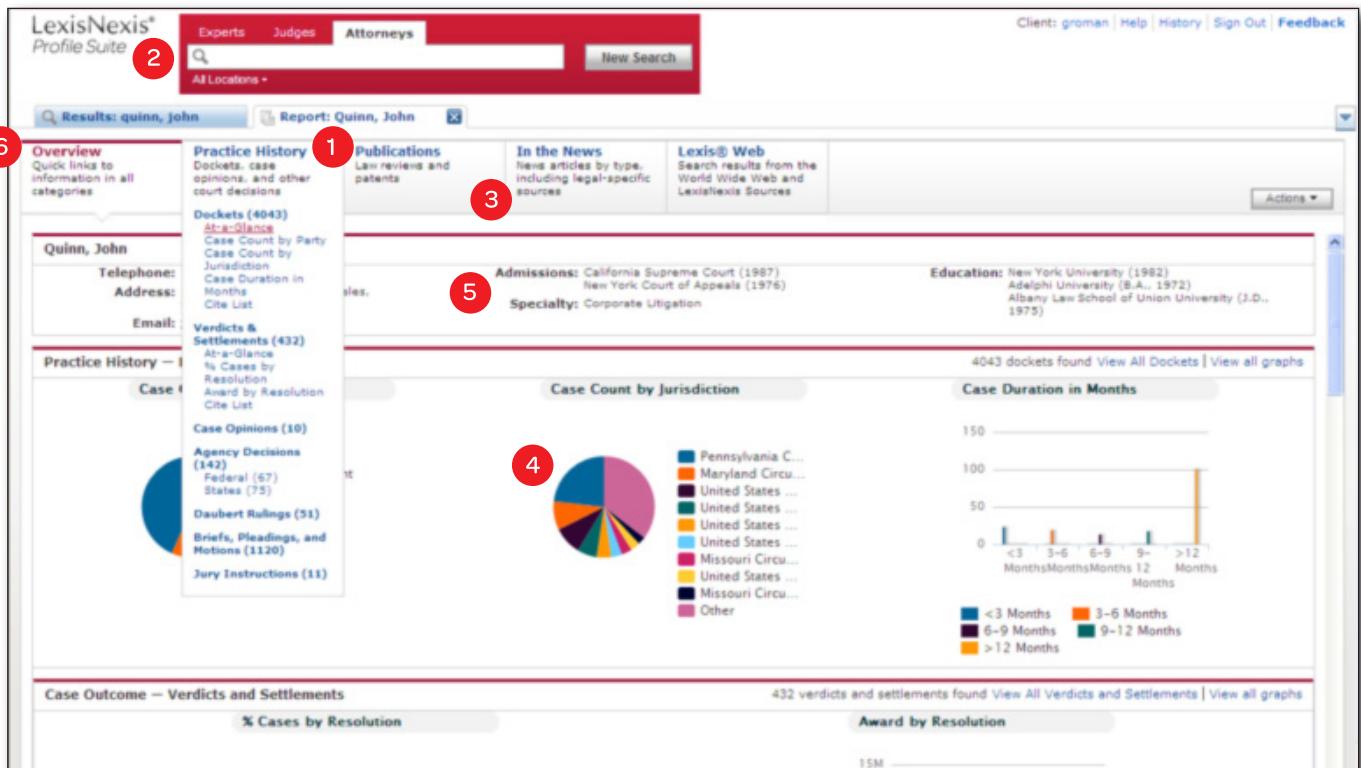 LexisNexis®
Profile Suite
2
Experts Judges Attorneys
New Search
All Locations
Client: groman | Help | History | Sign Out | Feedback
Results: quinn, john
Report: Quinn, John
6
1
3
Overview
Quick links to
information in all
categories
Practice History
Dockets, case
opinions, and other
court decisions
Publications
Law reviews and
patents
In the News
News articles by type,
including legal-specific
sources
Lexis® Web
Search results from the
World Wide Web and
LexisNexis Sources
Actions
Dockets (4043)
At-a-Glance
Case Count by Party
Case Count by
Jurisdiction
Case Duration in
Months
Cite List
Verdicts &
Settlements (432)
At-a-Glance
% Cases by
Resolution
Award by Resolution
Cite List
Case Opinions (10)
Agency Decisions
(142)
Federal (67)
States (75)
Daubert Rulings (51)
Briefs, Pleadings, and
Motions (1120)
Jury Instructions (11)
Quinn, John
Telephone:
Address:
Email:
5
Admissions: California Supreme Court (1987)
New York Court of Appeals (1976)
Specialty: Corporate Litigation
Education: New York University (1982)
Adelphi University (B.A., 1972)
Albany Law School of Union University (J.D.,
1975)
Practice History —
4043 dockets found View All Dockets | View all graphs
Case
Case Count by Jurisdiction
4
Pennsylvania C...
Maryland Circu...
United States ...
United States ...
United States ...
United States ...
Missouri Circu...
United States ...
Missouri Circu...
Other
Case Duration in Months
150
100
50
0
<3 Months
3-6 Months
6-9 Months
9-12 Months
>12 Months
<3 Months 3-6 Months
6-9 Months 9-12 Months
>12 Months
Case Outcome — Verdicts and Settlements
432 verdicts and settlements found View All Verdicts and Settlements | View all graphs
% Cases by Resolution
Award by Resolution
15M